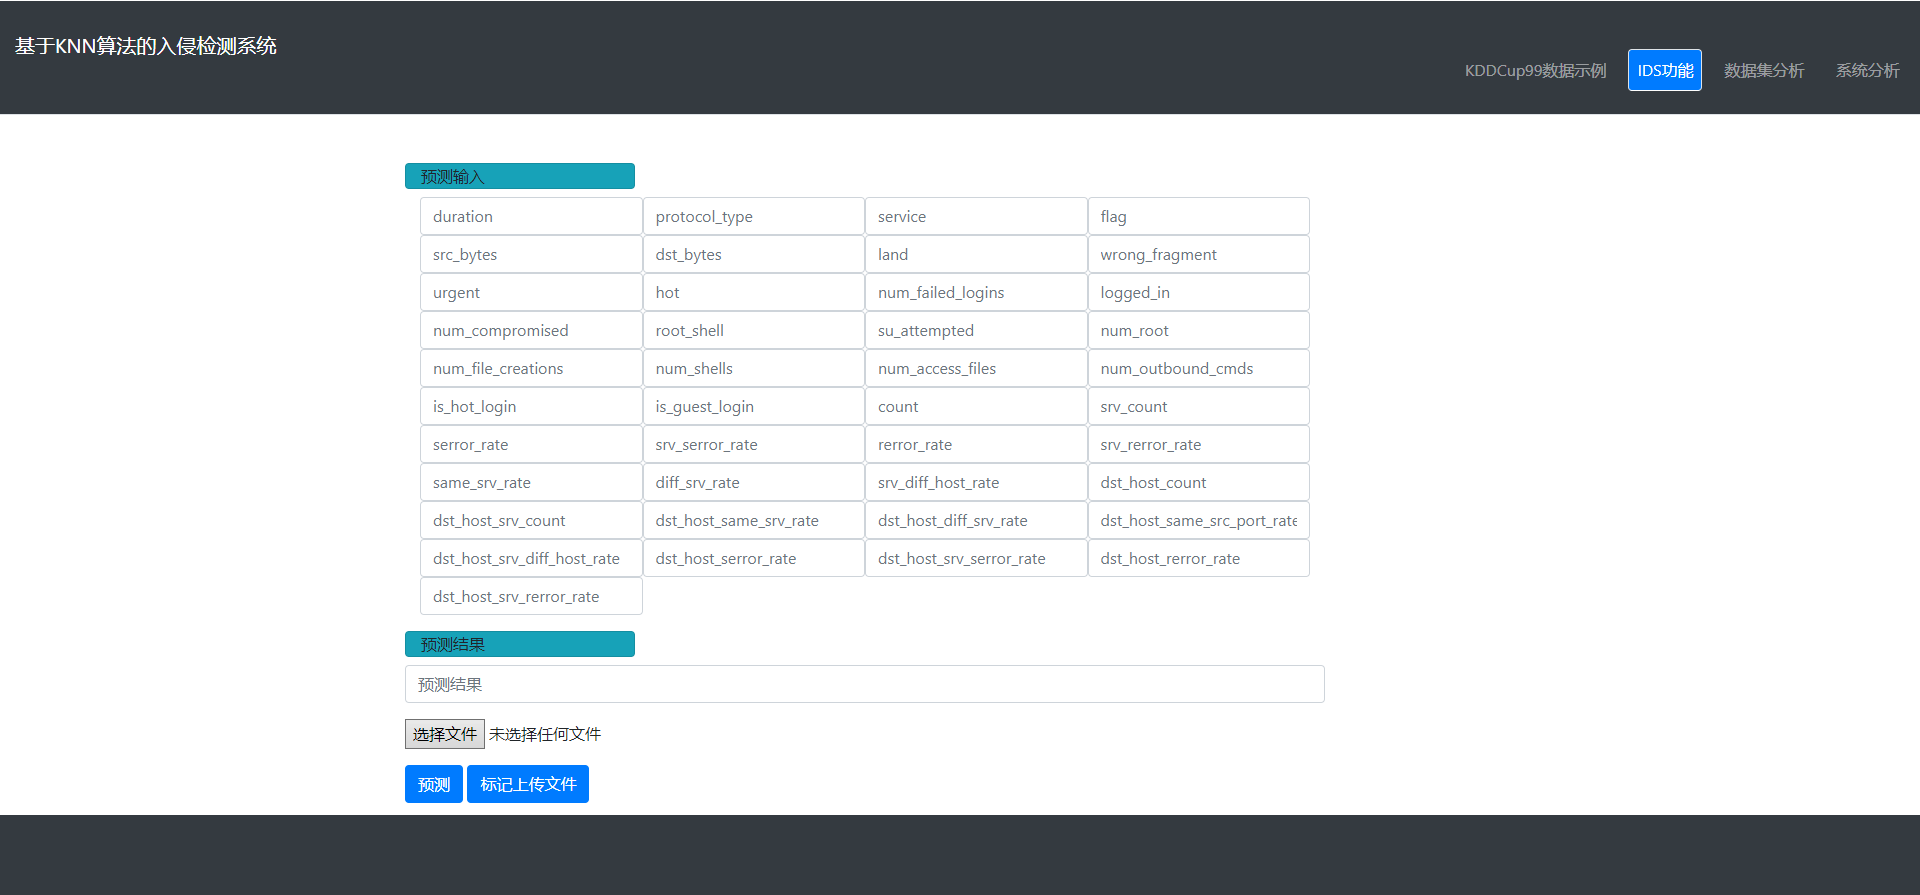 基于KNN算法的入侵检测系统
KDDCup99数据示例 IDS功能 数据集分析 系统分析
预测输入
duration protocol_type service flag
src_bytes dst_bytes land wrong_fragment
urgent hot num_failed_logins logged_in
num_compromised root_shell su_attempted num_root
num_file_creations num_shells num_access_files num_outbound_cmds
is_hot_login is_guest_login count srv_count
serror_rate srv_serror_rate rerror_rate srv_rerror_rate
same_srv_rate diff_srv_rate srv_diff_host_rate dst_host_count
dst_host_srv_count dst_host_same_srv_rate dst_host_diff_srv_rate dst_host_same_src_port_rate
dst_host_srv_diff_host_rate dst_host_serror_rate dst_host_srv_serror_rate dst_host_rerror_rate
dst_host_srv_rerror_rate
预测结果
预测结果
选择文件 未选择任何文件
预测 标记上传文件